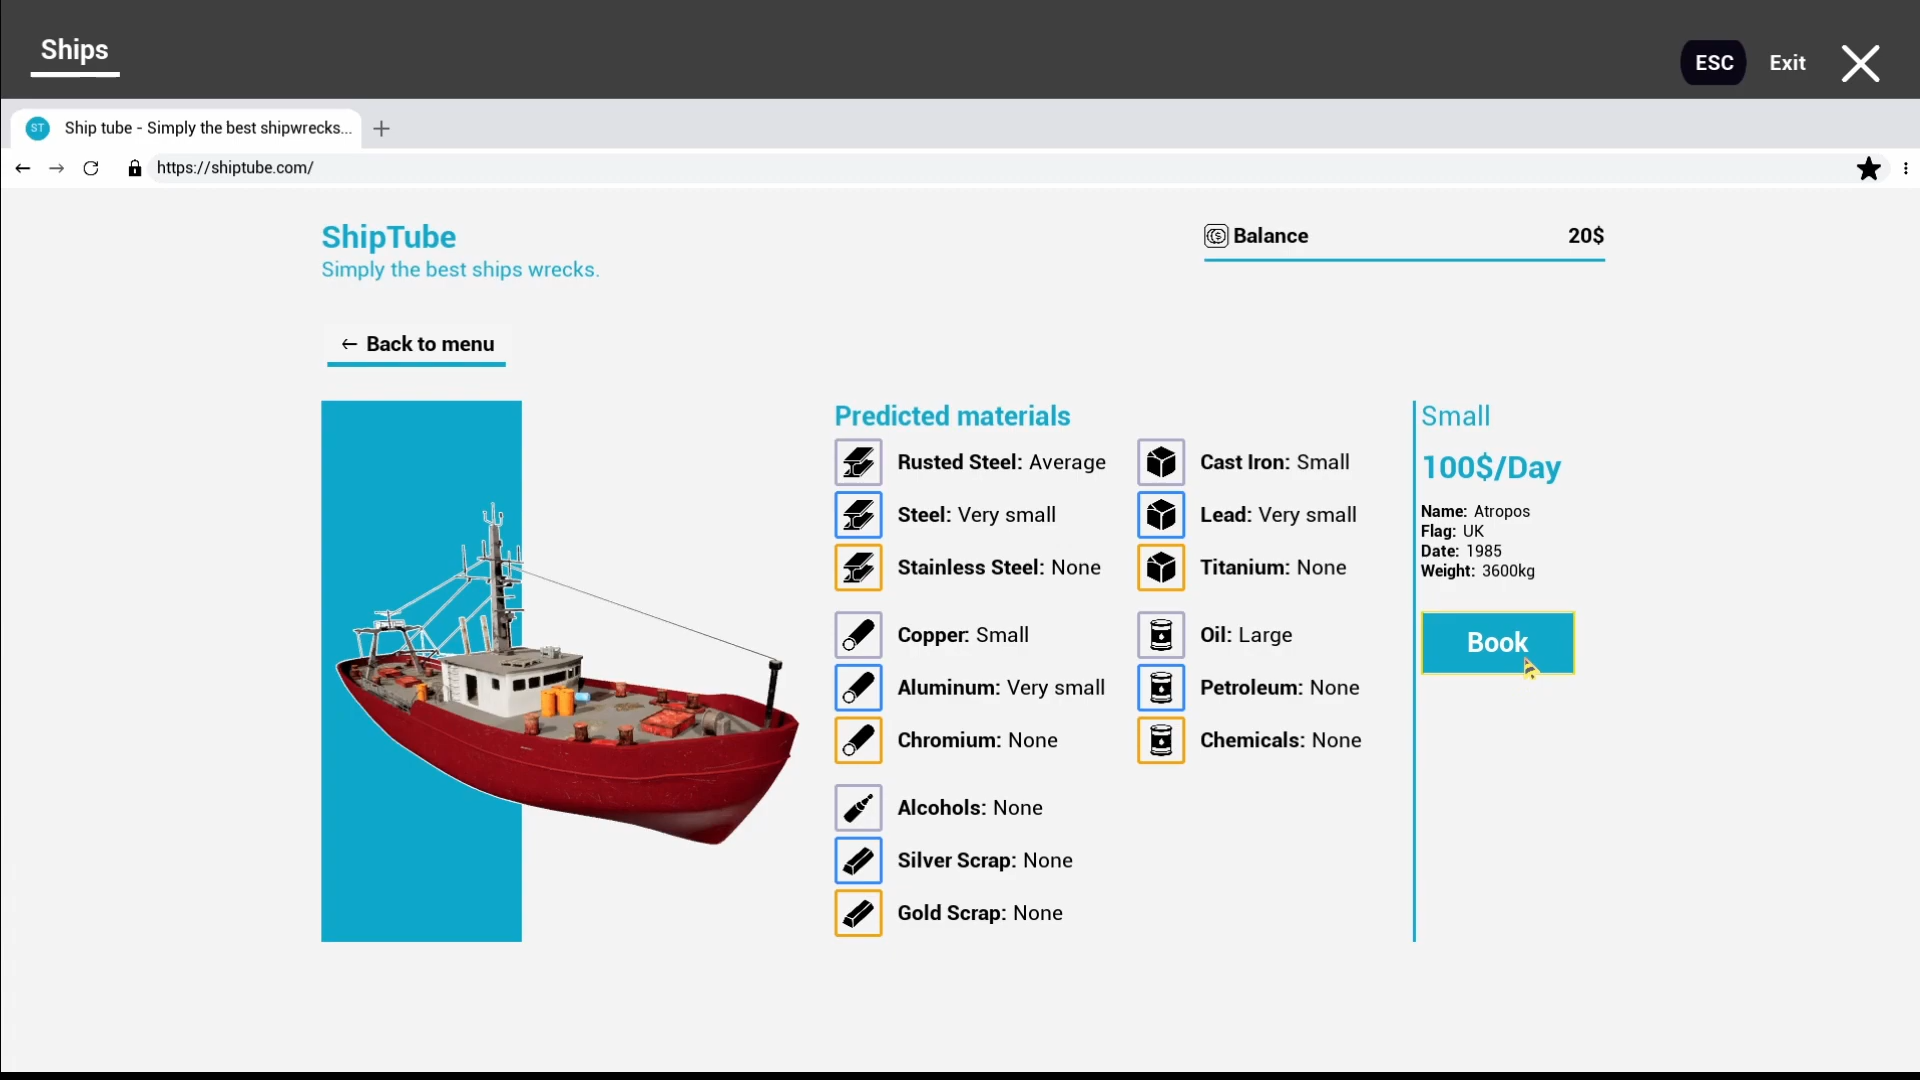 Ships
ESC Exit
ST Ship tube - Simply the best shipwrecks...
https://shiptube.com/
ShipTube
Simply the best ships wrecks.
Balance 20$
← Back to menu
Predicted materials
Rusted Steel: Average
Steel: Very small
Stainless Steel: None
Copper: Small
Aluminum: Very small
Chromium: None
Alcohols: None
Silver Scrap: None
Gold Scrap: None
Cast Iron: Small
Lead: Very small
Titanium: None
Oil: Large
Petroleum: None
Chemicals: None
Small
100$/Day
Name: Atropos
Flag: UK
Date: 1985
Weight: 3600kg
Book